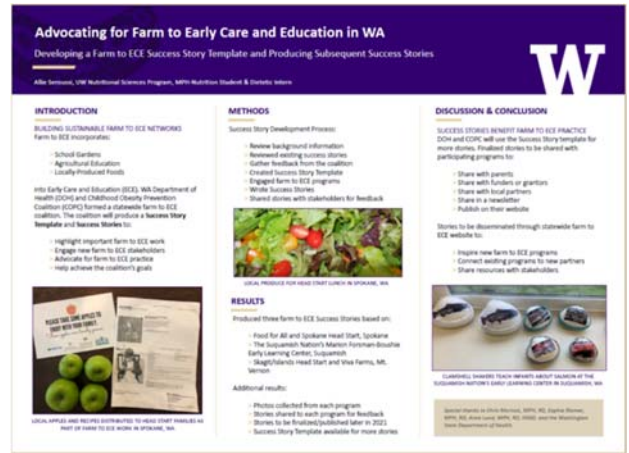 Advocating for Farm to Early Care and Education in WA
Developing a Farm to ECE Success Story Template and Producing Subsequent Success Stories
UW Nutritional Sciences Program, MPH-Nutrition Student & Dietetic Intern
W
INTRODUCTION
BUILDING SUSTAINABLE FARM TO ECE NETWORKS
Farm to ECE incorporates:
School Gardens
Agricultural Education
Locally-Produced Foods
into Early Care and Education (ECE). WA Department of
Health (DOH) and Childhood Obesity Prevention
Coalition (COPC) formed a statewide farm to ECE
coalition. The coalition will produce a Success Story
Template and Success Stories to:
Highlight important farm to ECE work
Engage new farm to ECE stakeholders
Advocate for farm to ECE practice
Help achieve the coalition's goals
PLEASE TAKE SOME APPLES TO
ENJOY WITH YOUR FAMILY.
LOCAL APPLES AND RECIPES DISTRIBUTED TO HEAD START FAMILIES AS
PART OF FARM TO ECE WORK IN SPOKANE, WA
METHODS
Success Story Development Process:
Review background information
Reviewed existing success stories
Gather feedback from the coalition
Created Success Story Template
Engaged farm to ECE programs
Wrote Success Stories
Shared stories with stakeholders for feedback
LOCAL PRODUCE FOR HEAD START LUNCH IN SPOKANE, WA
RESULTS
Produced three farm to ECE Success Stories based on:
Food for All and Spokane Head Start, Spokane
The Suquamish Nation's Marion Forsman-Boushie
Early Learning Center, Suquamish
Skagit/Islands Head Start and Viva Farms, Mt.
Vernon
Additional results:
Photos collected from each program
Stories shared to each program for feedback
Stories to be finalized/published later in 2021
Success Story Template available for more stories
DISCUSSION & CONCLUSION
SUCCESS STORIES BENEFIT FARM TO ECE PRACTICE
DOH and COPC will use the Success Story template for
more stories. Finalized stories to be shared with
participating programs to:
Share with parents
Share with funders or grantors
Share with local partners
Share in a newsletter
Publish on their website
Stories to be disseminated through statewide farm to
ECE website to:
Inspire new farm to ECE programs
Connect existing programs to new partners
Share resources with stakeholders
CLAMSHELL SHAKERS TEACH INFANTS ABOUT SALMON AT THE
SUQUAMISH NATION'S EARLY LEARNING CENTER IN SUQUAMISH, WA
Special thanks to Chris
MPH, RD, and the Washington
State Department of Health